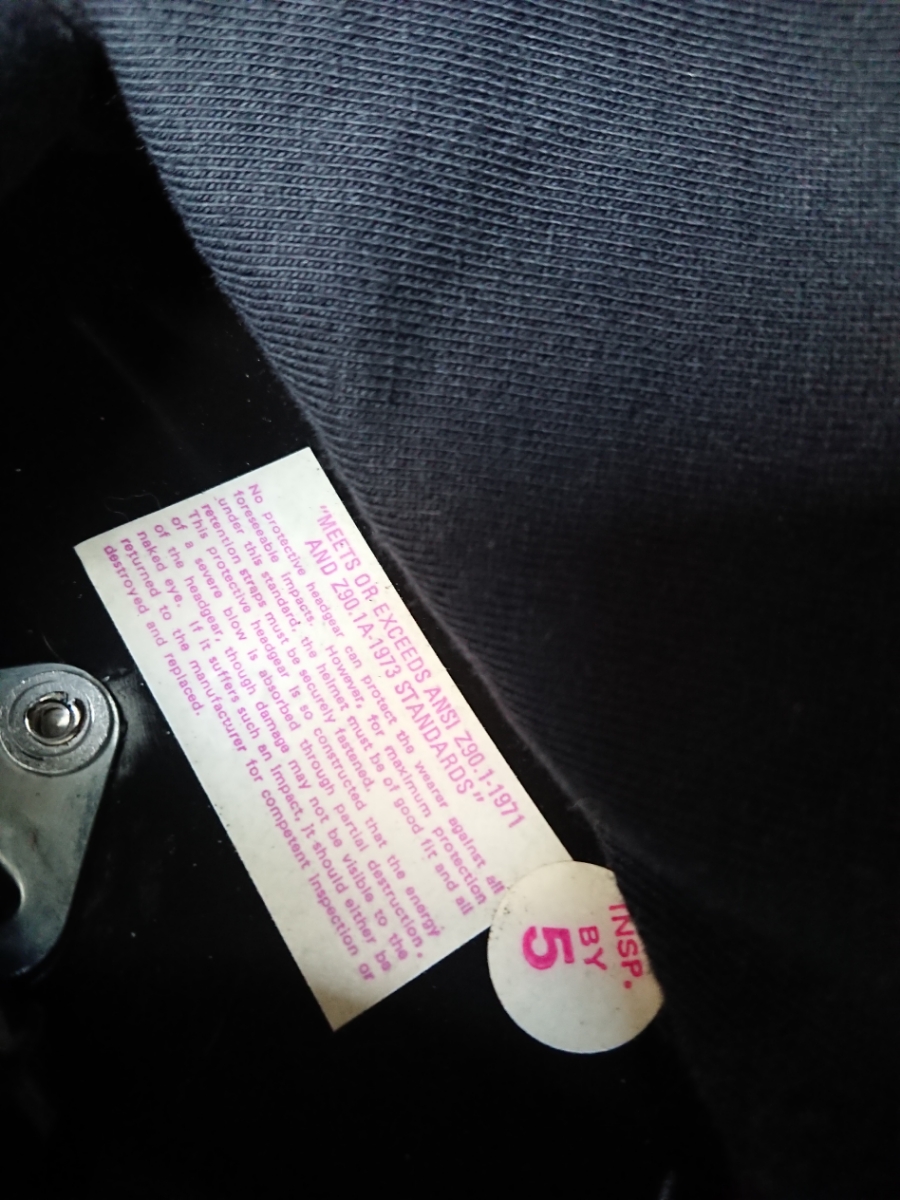 "MEETS OR EXCEEDS ANSI Z90.1-1971
AND Z90.1A-1973 STANDARDS"
No protective headgear can protect the wearer against all
foreseeable impacts. However, for maximum protection
under this standard, the helmet must be of good fit and all
retention straps must be securely fastened.
This protective headgear is so constructed that the energy
of a severe blow is absorbed through partial destruction,
of the headgear, though damage may not be visible to the
naked eye. If it suffers such an impact, it should either be
returned to the manufacturer for competent inspection or
destroyed and replaced.
INSP.
BY
5